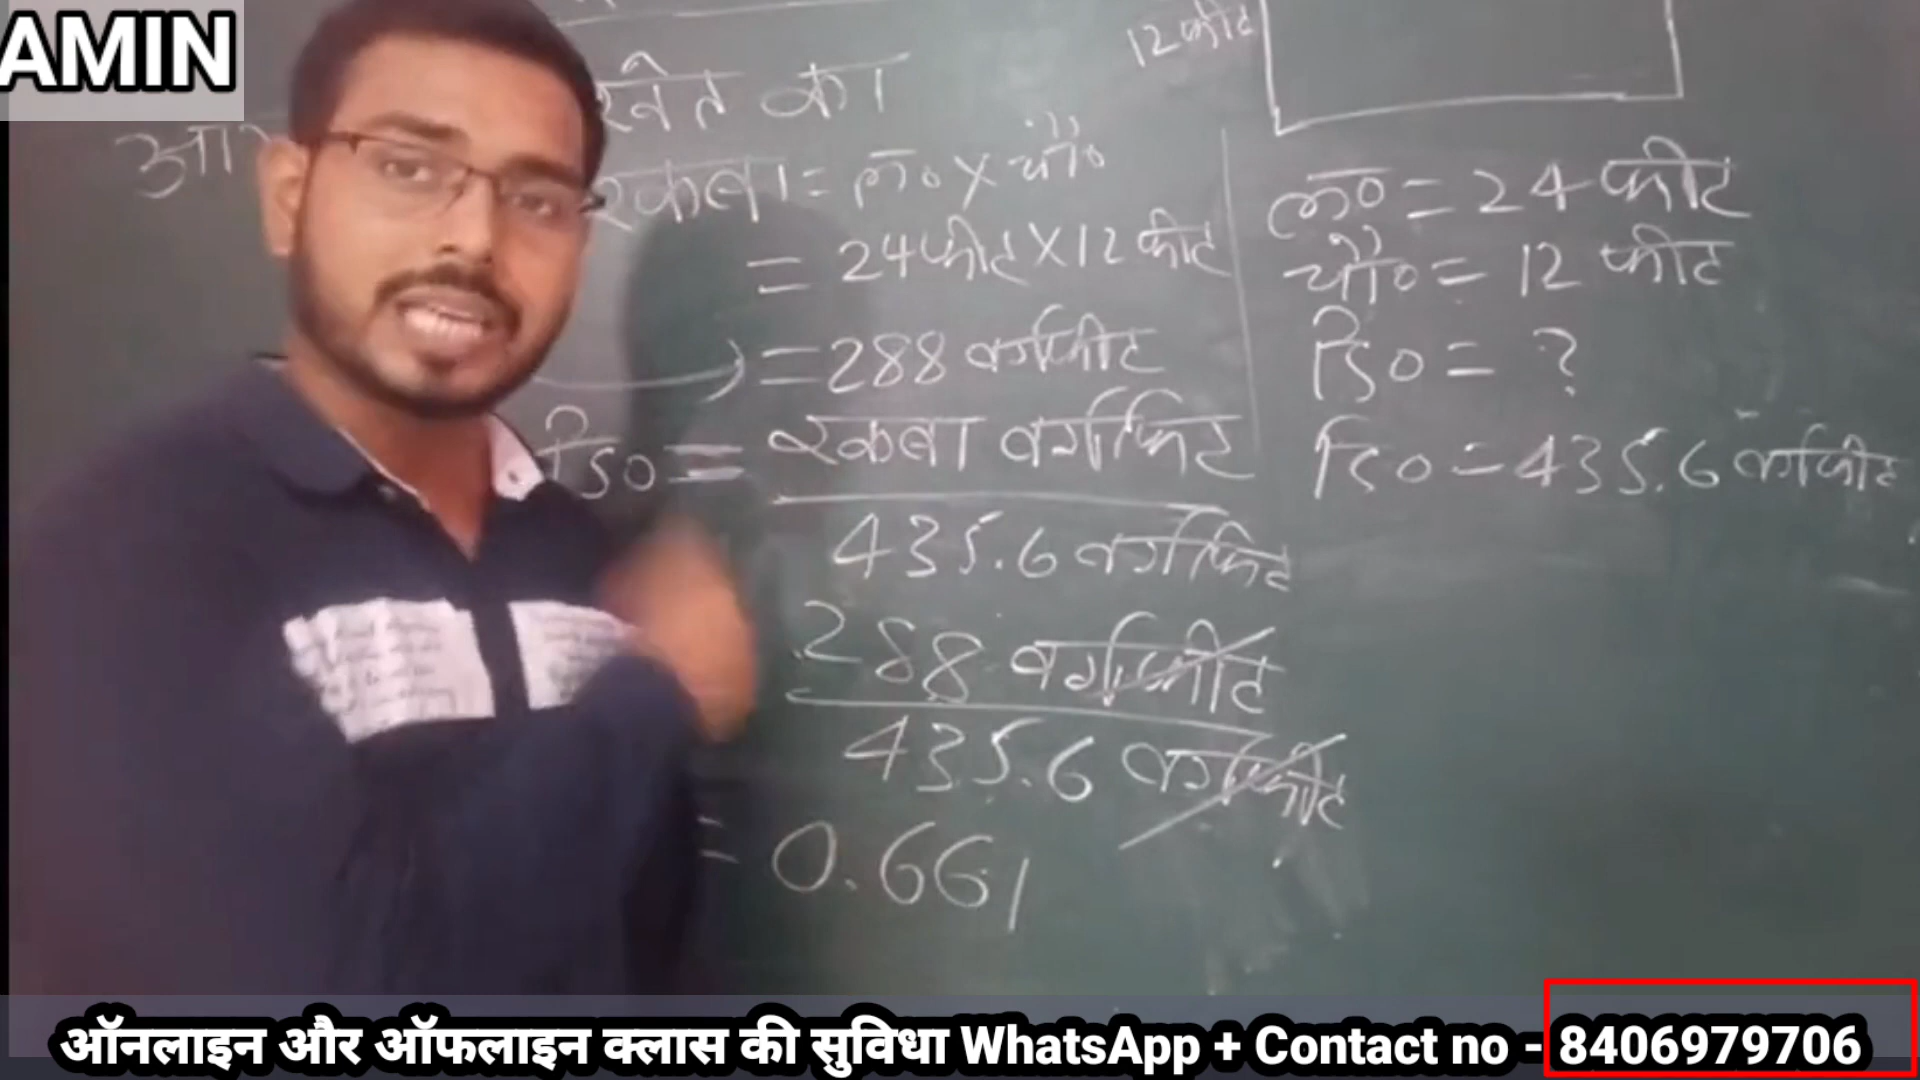 AMIN
12 फीट
खेत का
रकबा = ल० X चौ०
= 24 फीट X 12 फीट
= 288 वर्गफीट
डि० = रकबा वर्गफिट
435.6 वर्गफिट
288 वर्गफीट
435.6 वर्गफीट
= 0.661
ल० = 24 फीट
चौ० = 12 फीट
डि० = ?
डि० = 435.6 वर्गफीट
ऑनलाइन और ऑफलाइन क्लास की सुविधा WhatsApp + Contact no - 8406979706